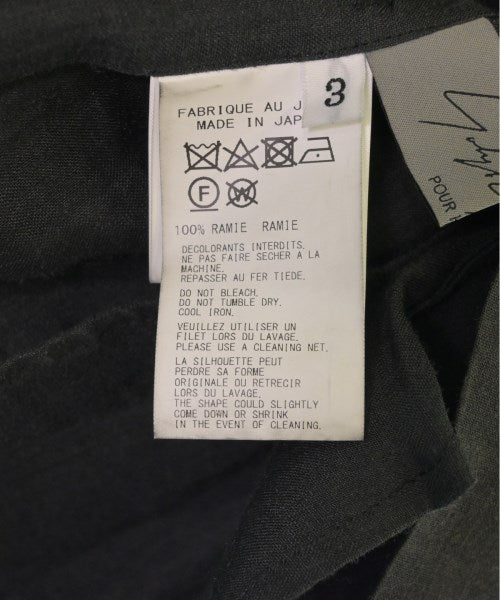 3
FABRIQUE AU J
MADE IN JAP
F
W
100% RAMIE RAMIE
DECOLORANTS INTERDITS.
NE PAS FAIRE SECHER A LA
MACHINE.
REPASSER AU FER TIEDE.
DO NOT BLEACH.
DO NOT TUMBLE DRY.
COOL IRON.
VEUILLEZ UTILISER UN
FILET LORS DU LAVAGE.
PLEASE USE A CLEANING NET.
LA SILHOUETTE PEUT
PERDRE SA FORME
ORIGINALE OU RETRECIR
LORS DU LAVAGE.
THE SHAPE COULD SLIGHTLY
COME DOWN OR SHRINK
IN THE EVENT OF CLEANING.
POUR